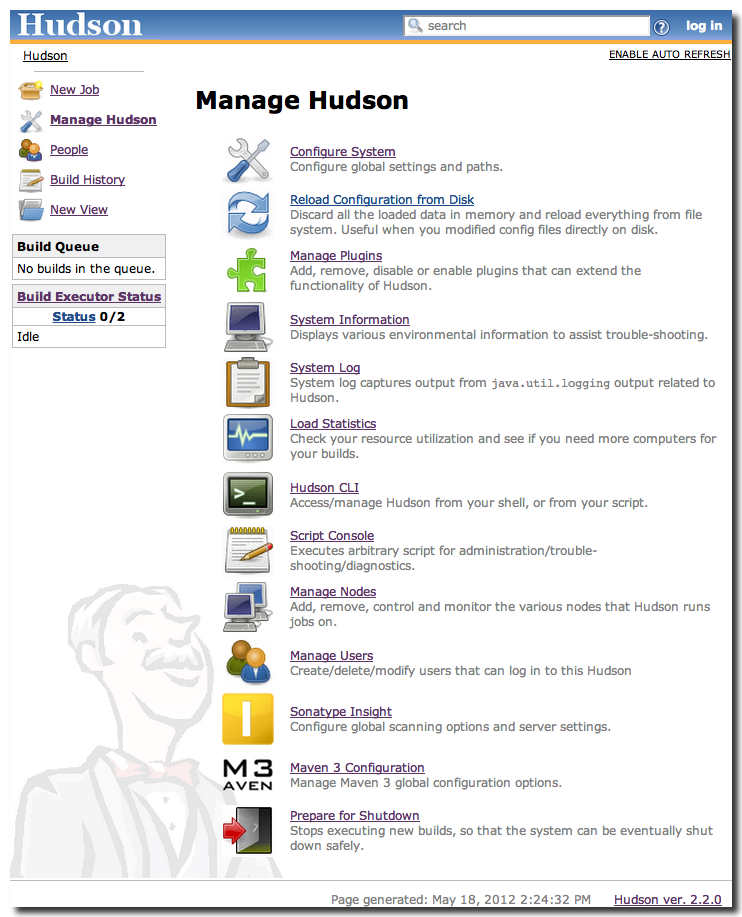 Hudson
search
?
log in
Hudson
ENABLE AUTO REFRESH
New Job
Manage Hudson
People
Build History
New View
Build Queue
No builds in the queue.
Build Executor Status
Status 0/2
Idle
Manage Hudson
Configure System
Configure global settings and paths.
Reload Configuration from Disk
Discard all the loaded data in memory and reload everything from file
system. Useful when you modified config files directly on disk.
Manage Plugins
Add, remove, disable or enable plugins that can extend the
functionality of Hudson.
System Information
Displays various environmental information to assist trouble-shooting.
System Log
System log captures output from java.util.logging output related to
Hudson.
Load Statistics
Check your resource utilization and see if you need more computers for
your builds.
>_
Hudson CLI
Access/manage Hudson from your shell, or from your script.
Script Console
Executes arbitrary script for administration/trouble-
shooting/diagnostics.
Manage Nodes
Add, remove, control and monitor the various nodes that Hudson runs
jobs on.
Manage Users
Create/delete/modify users that can log in to this Hudson
I
Sonatype Insight
Configure global scanning options and server settings.
M3
AVEN
Maven 3 Configuration
Manage Maven 3 global configuration options.
Prepare for Shutdown
Stops executing new builds, so that the system can be eventually shut
down safely.
Page generated: May 18, 2012 2:24:32 PM
Hudson ver. 2.2.0